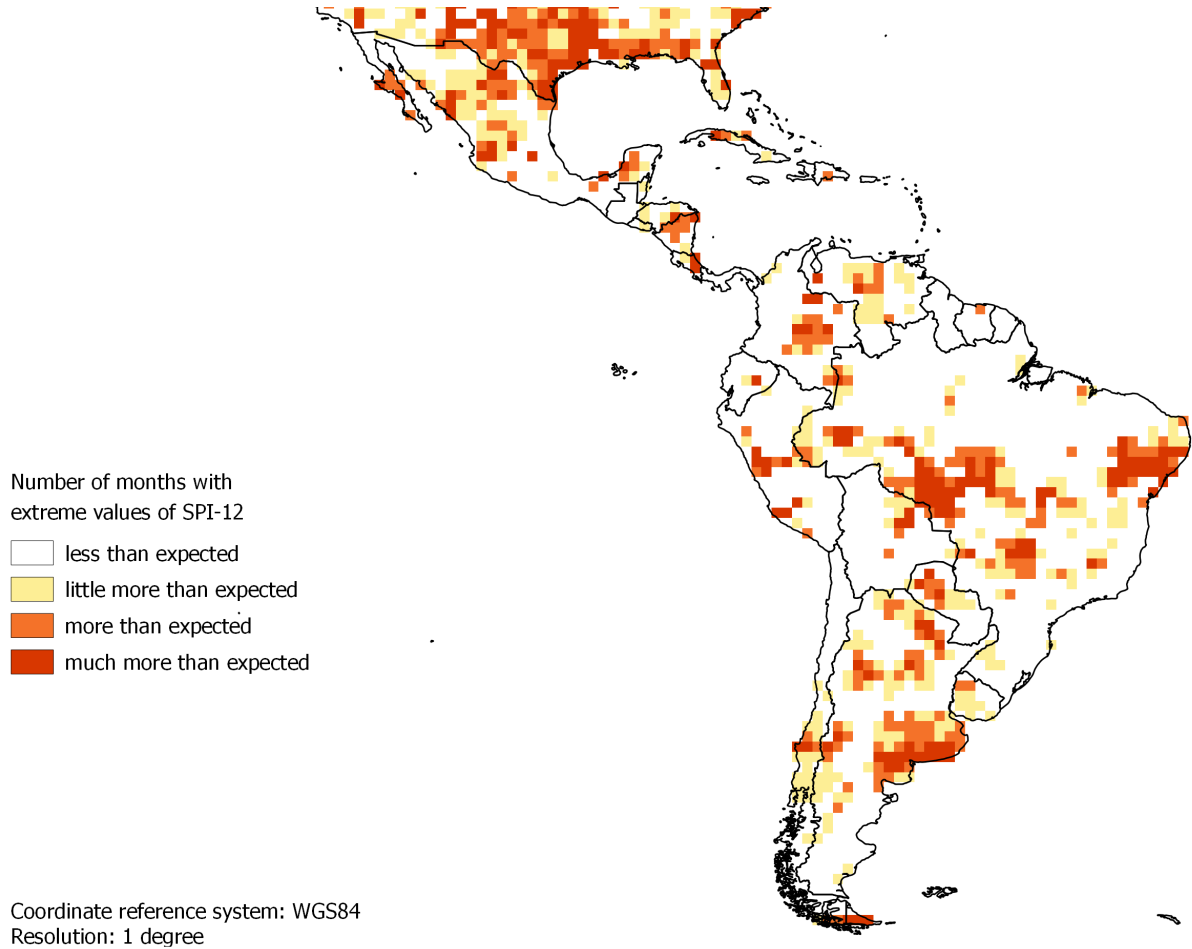 Number of months with
extreme values of SPI-12
less than expected
little more than expected
more than expected
much more than expected
Coordinate reference system: WGS84
Resolution: 1 degree